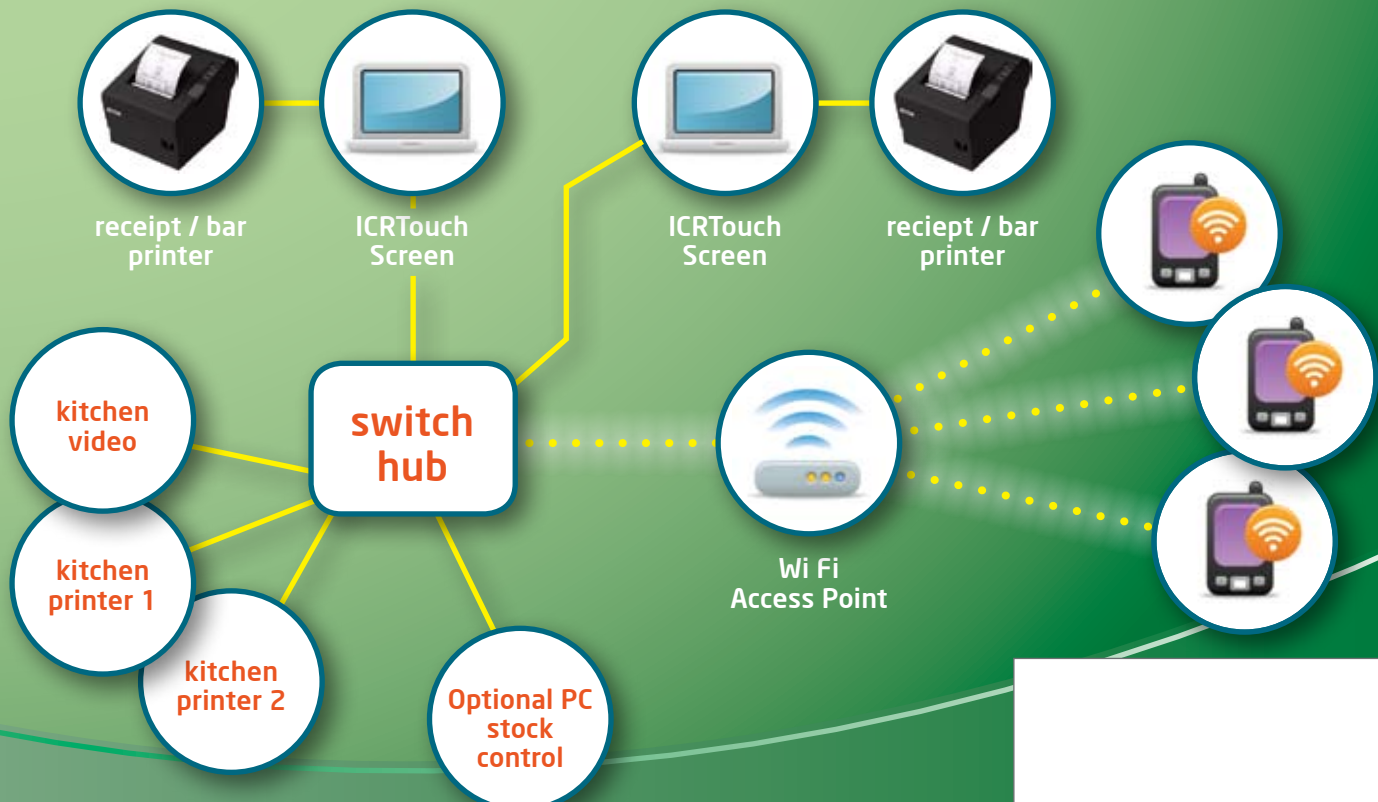 receipt / bar
printer
ICRTouch
Screen
ICRTouch
Screen
reciept / bar
printer
kitchen
video
switch
hub
kitchen
printer 1
Wi Fi
Access Point
kitchen
printer 2
Optional PC
stock
control